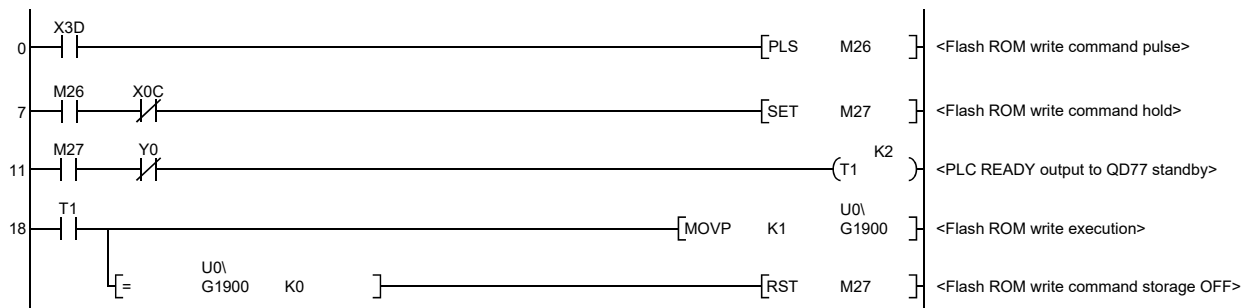 X3D
0 [PLS M26 ] <Flash ROM write command pulse>
M26 X0C
7 [SET M27 ] <Flash ROM write command hold>
M27 Y0 K2
11 (T1 ) <PLC READY output to QD77 standby>
T1 U0\
18 [MOVP K1 G1900 ] <Flash ROM write execution>
U0\
[= G1900 K0 ] [RST M27 ] <Flash ROM write command storage OFF>